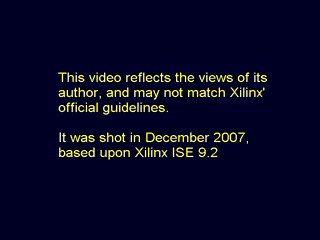 This video reflects the views of its
author, and may not match Xilinx'
official guidelines.
It was shot in December 2007,
based upon Xilinx ISE 9.2